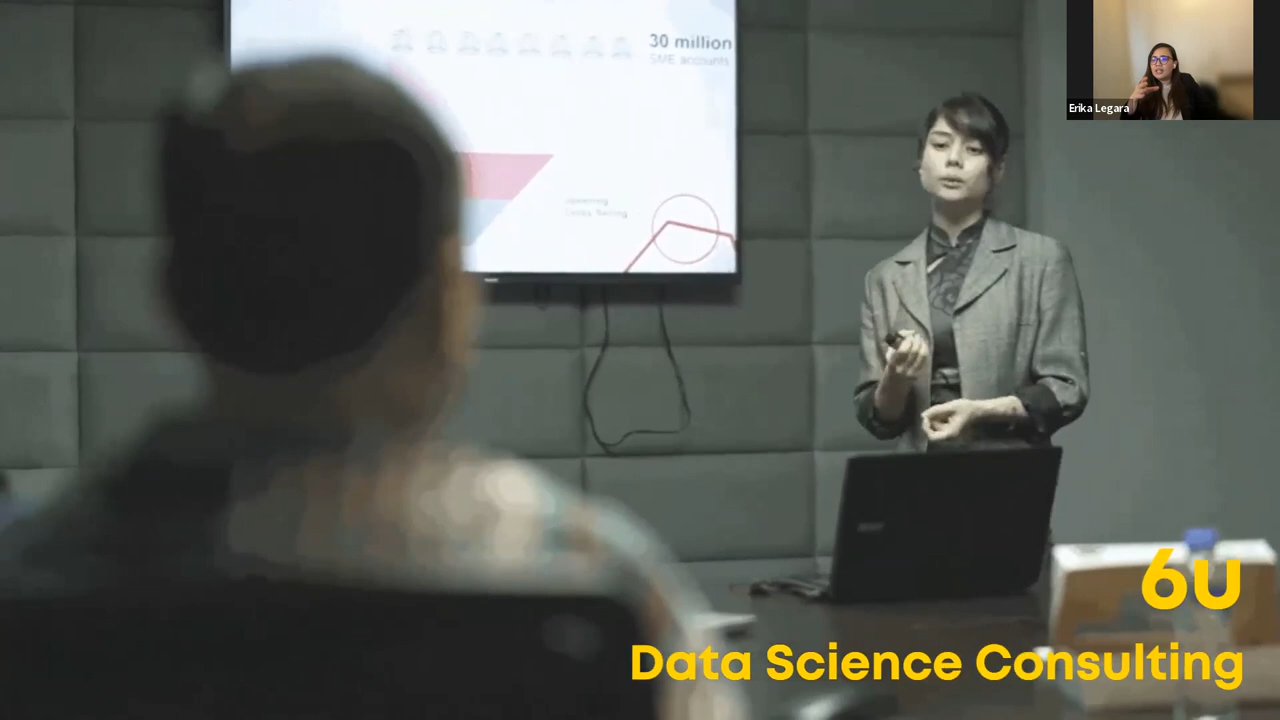 30 million
SME accounts
Erika Legara
6U
Data Science Consulting